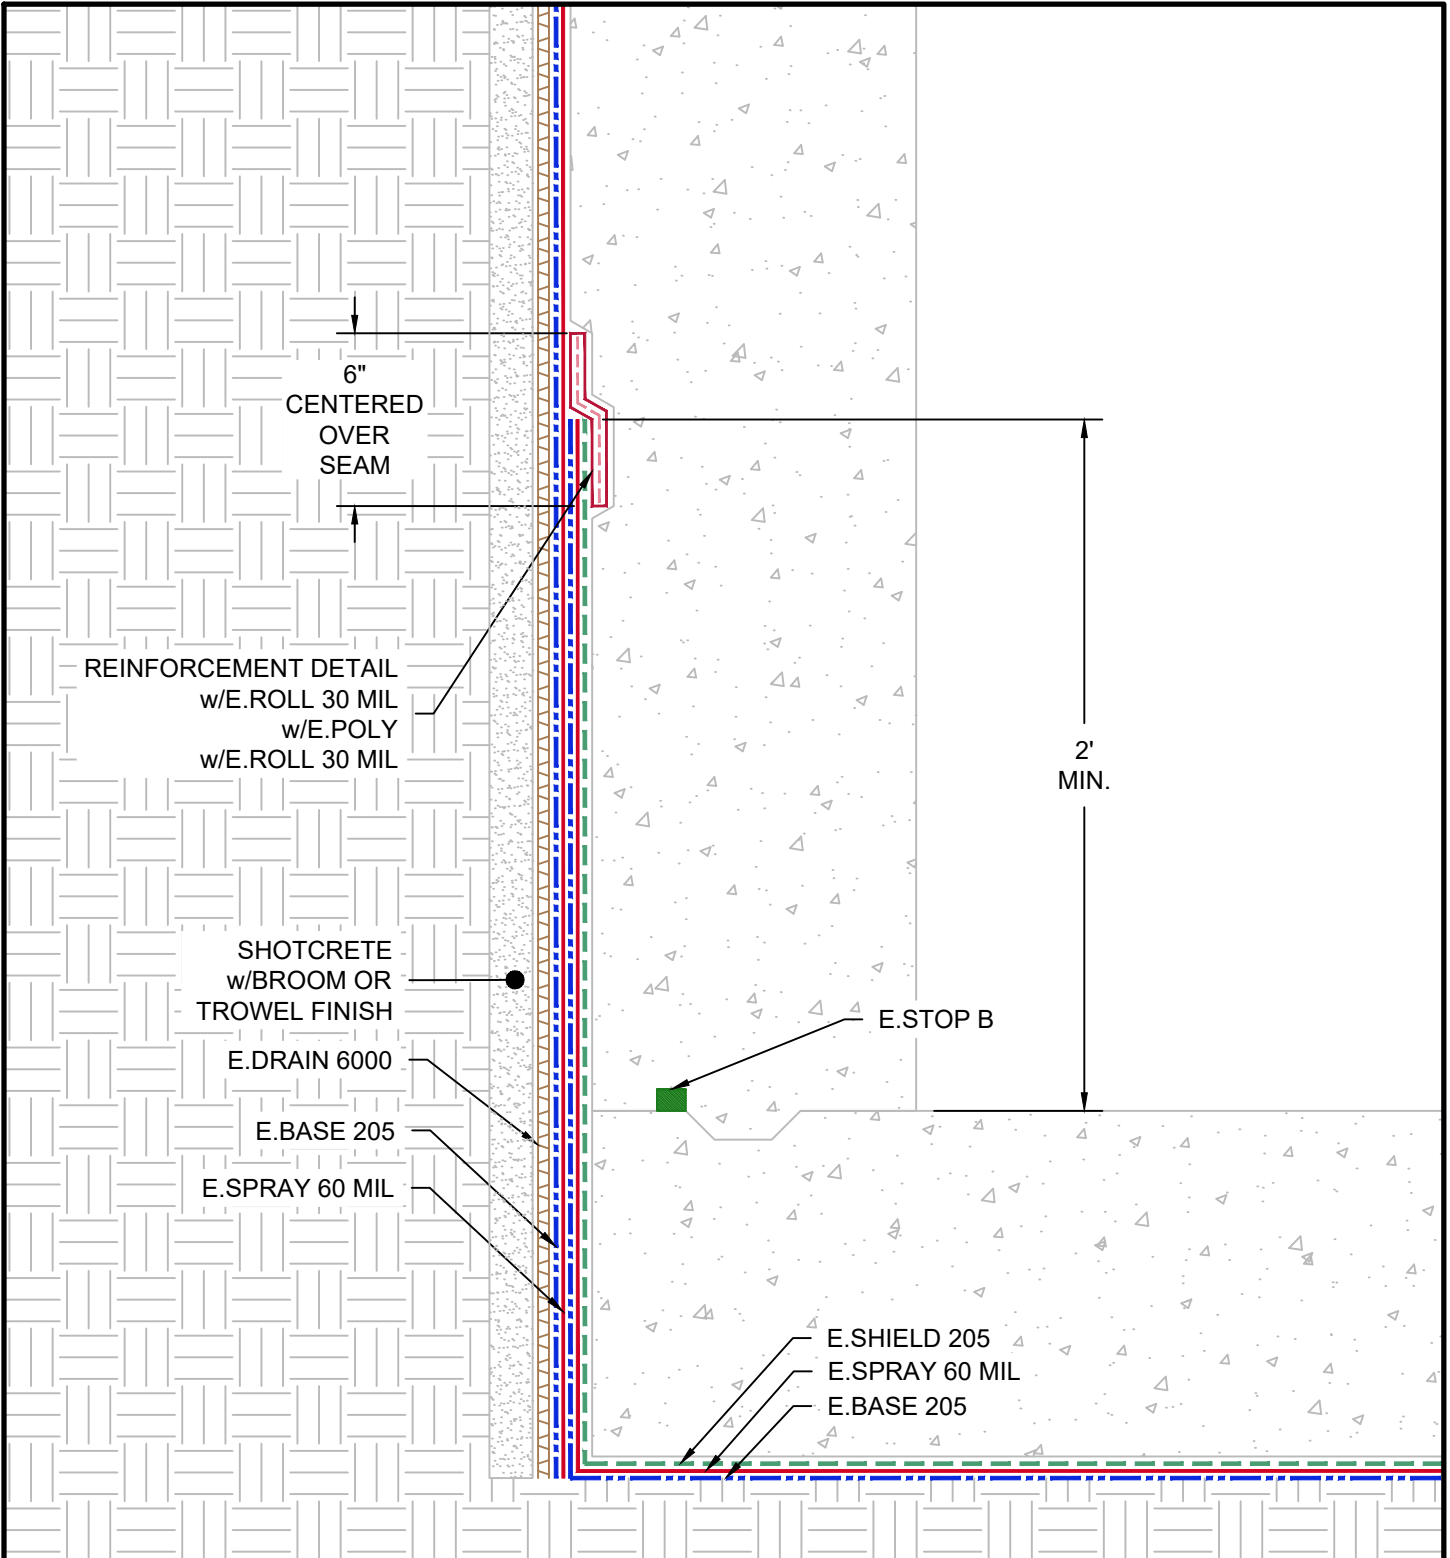 6"
CENTERED
OVER
SEAM
REINFORCEMENT DETAIL
w/E.ROLL 30 MIL
w/E.POLY
w/E.ROLL 30 MIL
2'
MIN.
SHOTCRETE
w/BROOM OR
TROWEL FINISH
E.STOP B
E.DRAIN 6000
E.BASE 205
E.SPRAY 60 MIL
E.SHIELD 205
E.SPRAY 60 MIL
E.BASE 205